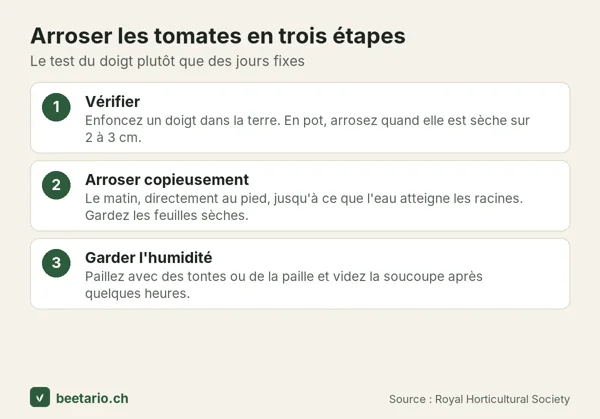 Arroser les tomates en trois étapes
Le test du doigt plutôt que des jours fixes
1
Vérifier
Enfoncez un doigt dans la terre. En pot, arrosez quand elle est sèche sur
2 à 3 cm.
2
Arroser copieusement
Le matin, directement au pied, jusqu'à ce que l'eau atteigne les racines.
Gardez les feuilles sèches.
3
Garder l'humidité
Paillez avec des tontes ou de la paille et videz la soucoupe après
quelques heures.
beetario.ch
Source : Royal Horticultural Society